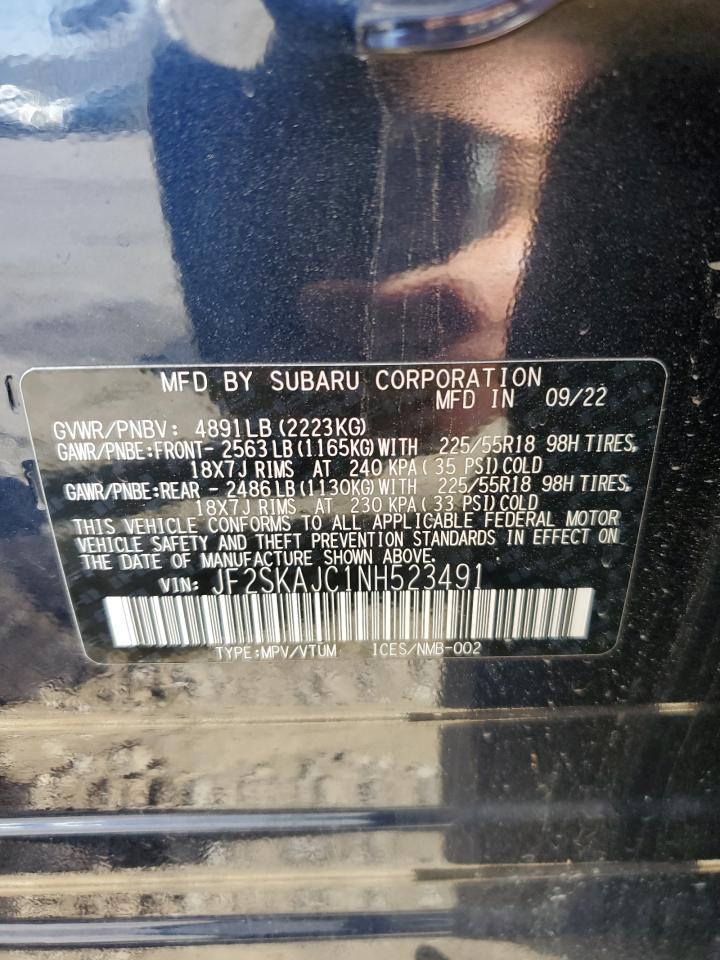 MFD BY SUBARU CORPORATION
MFD IN 09/22
GVWR/PNBV: 4891LB(2223KG)
GAWR/PNBE:FRONT- 2563LB(1165KG)WITH 225/55R18 98H TIRES,
18X7J RIMS AT 240 KPA(35 PSI)COLD
GAWR/PNBE:REAR - 2486LB(1130KG)WITH 225/55R18 98H TIRES,
18X7J RIMS AT 230 KPA(33 PSI)COLD
THIS VEHICLE CONFORMS TO ALL APPLICABLE FEDERAL MOTOR
VEHICLE SAFETY AND THEFT PREVENTION STANDARDS IN EFFECT ON
THE DATE OF MANUFACTURE SHOWN ABOVE.
VIN: JF2SKAJC1NH523491
TYPE:MPV/VTUM ICES/NMB-002